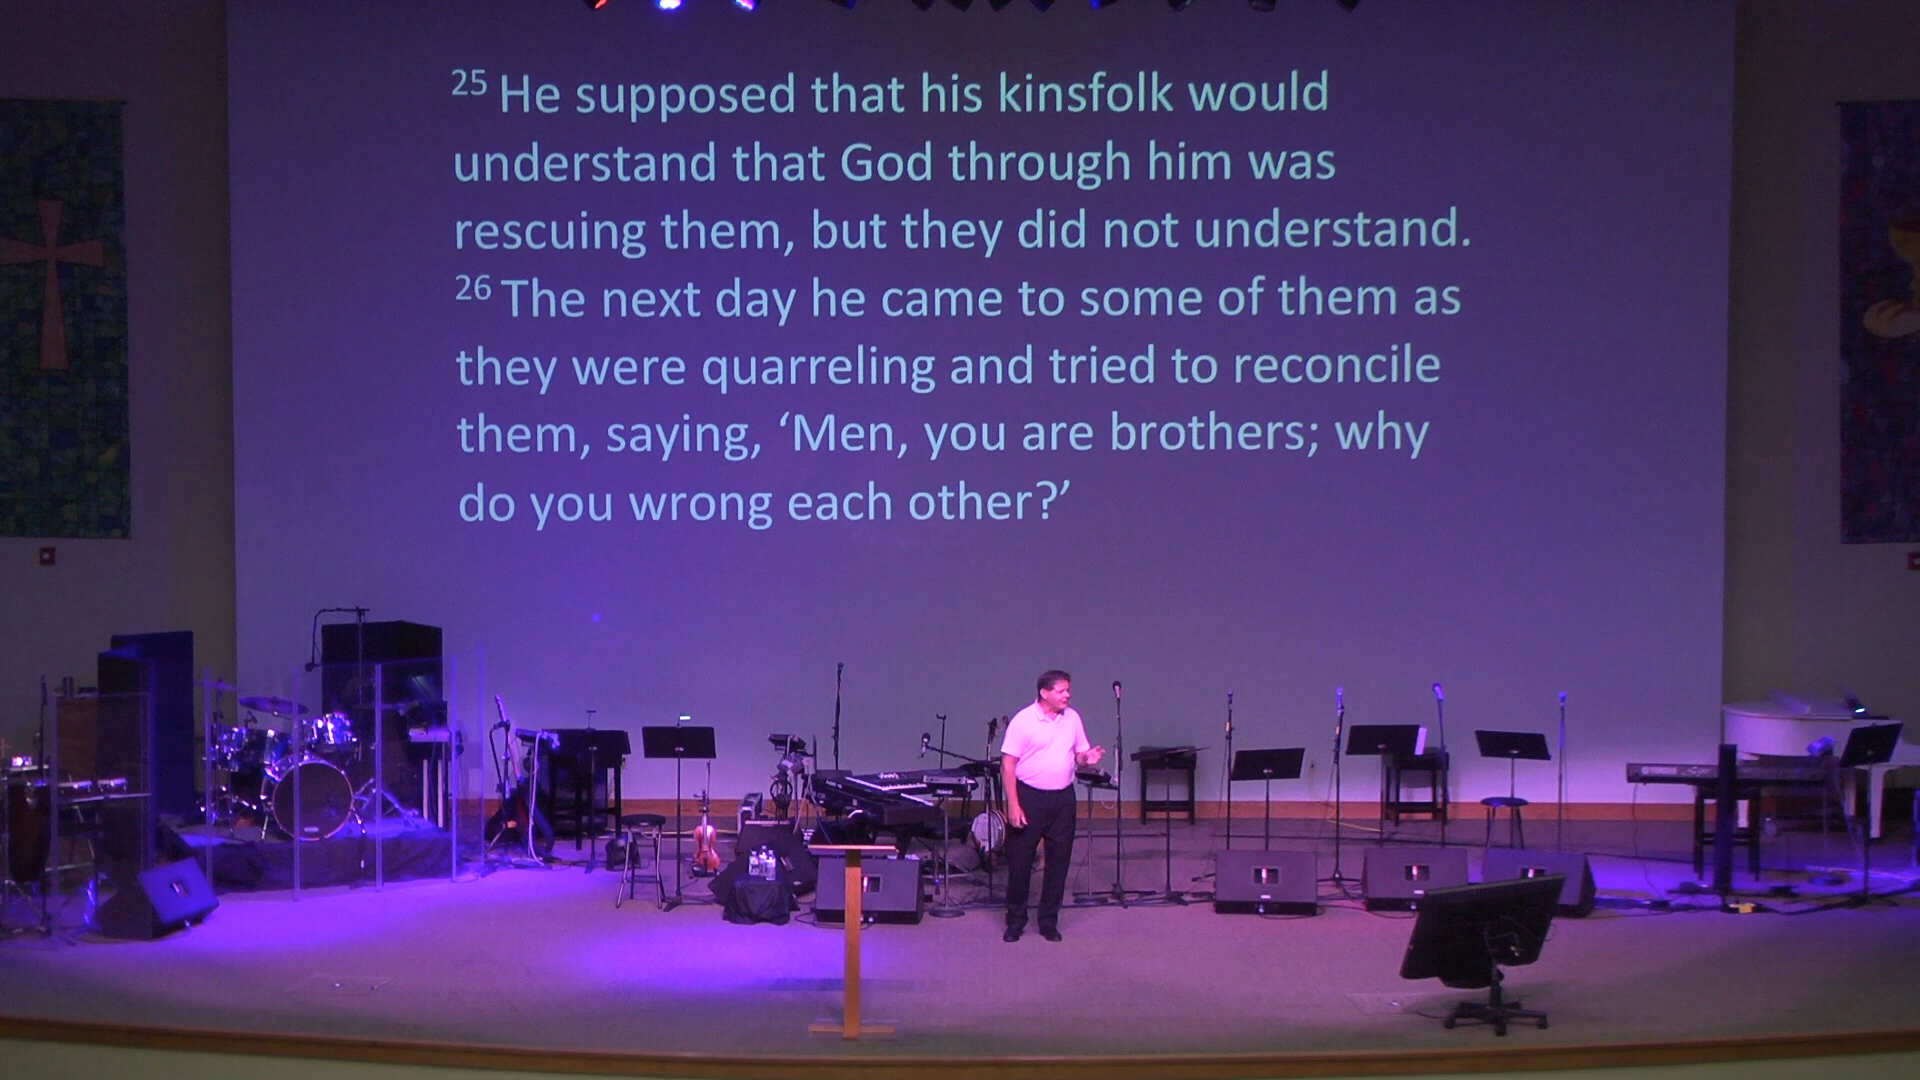 25 He supposed that his kinsfolk would
understand that God through him was
rescuing them, but they did not understand.
26 The next day he came to some of them as
they were quarreling and tried to reconcile
them, saying, ‘Men, you are brothers; why
do you wrong each other?’